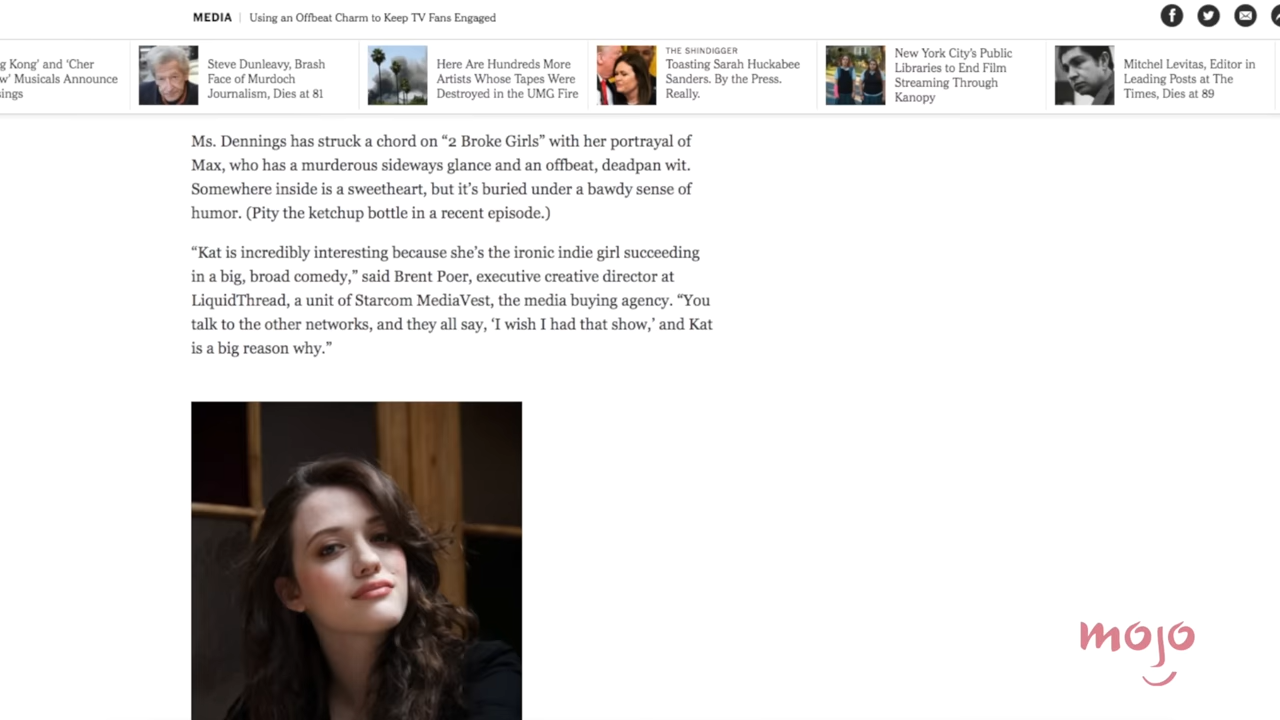 MEDIA | Using an Offbeat Charm to Keep TV Fans Engaged
g Kong' and 'Cher
w' Musicals Announce
sings
Steve Dunleavy, Brash
Face of Murdoch
Journalism, Dies at 81
Here Are Hundreds More
Artists Whose Tapes Were
Destroyed in the UMG Fire
THE SHINDIGGER
Toasting Sarah Huckabee
Sanders. By the Press.
Really.
New York City's Public
Libraries to End Film
Streaming Through
Kanopy
Mitchel Levitas, Editor in
Leading Posts at The
Times, Dies at 89
Ms. Dennings has struck a chord on “2 Broke Girls” with her portrayal of
Max, who has a murderous sideways glance and an offbeat, deadpan wit.
Somewhere inside is a sweetheart, but it’s buried under a bawdy sense of
humor. (Pity the ketchup bottle in a recent episode.)
“Kat is incredibly interesting because she’s the ironic indie girl succeeding
in a big, broad comedy,” said Brent Poer, executive creative director at
LiquidThread, a unit of Starcom MediaVest, the media buying agency. “You
talk to the other networks, and they all say, ‘I wish I had that show,’ and Kat
is a big reason why.”
mojo